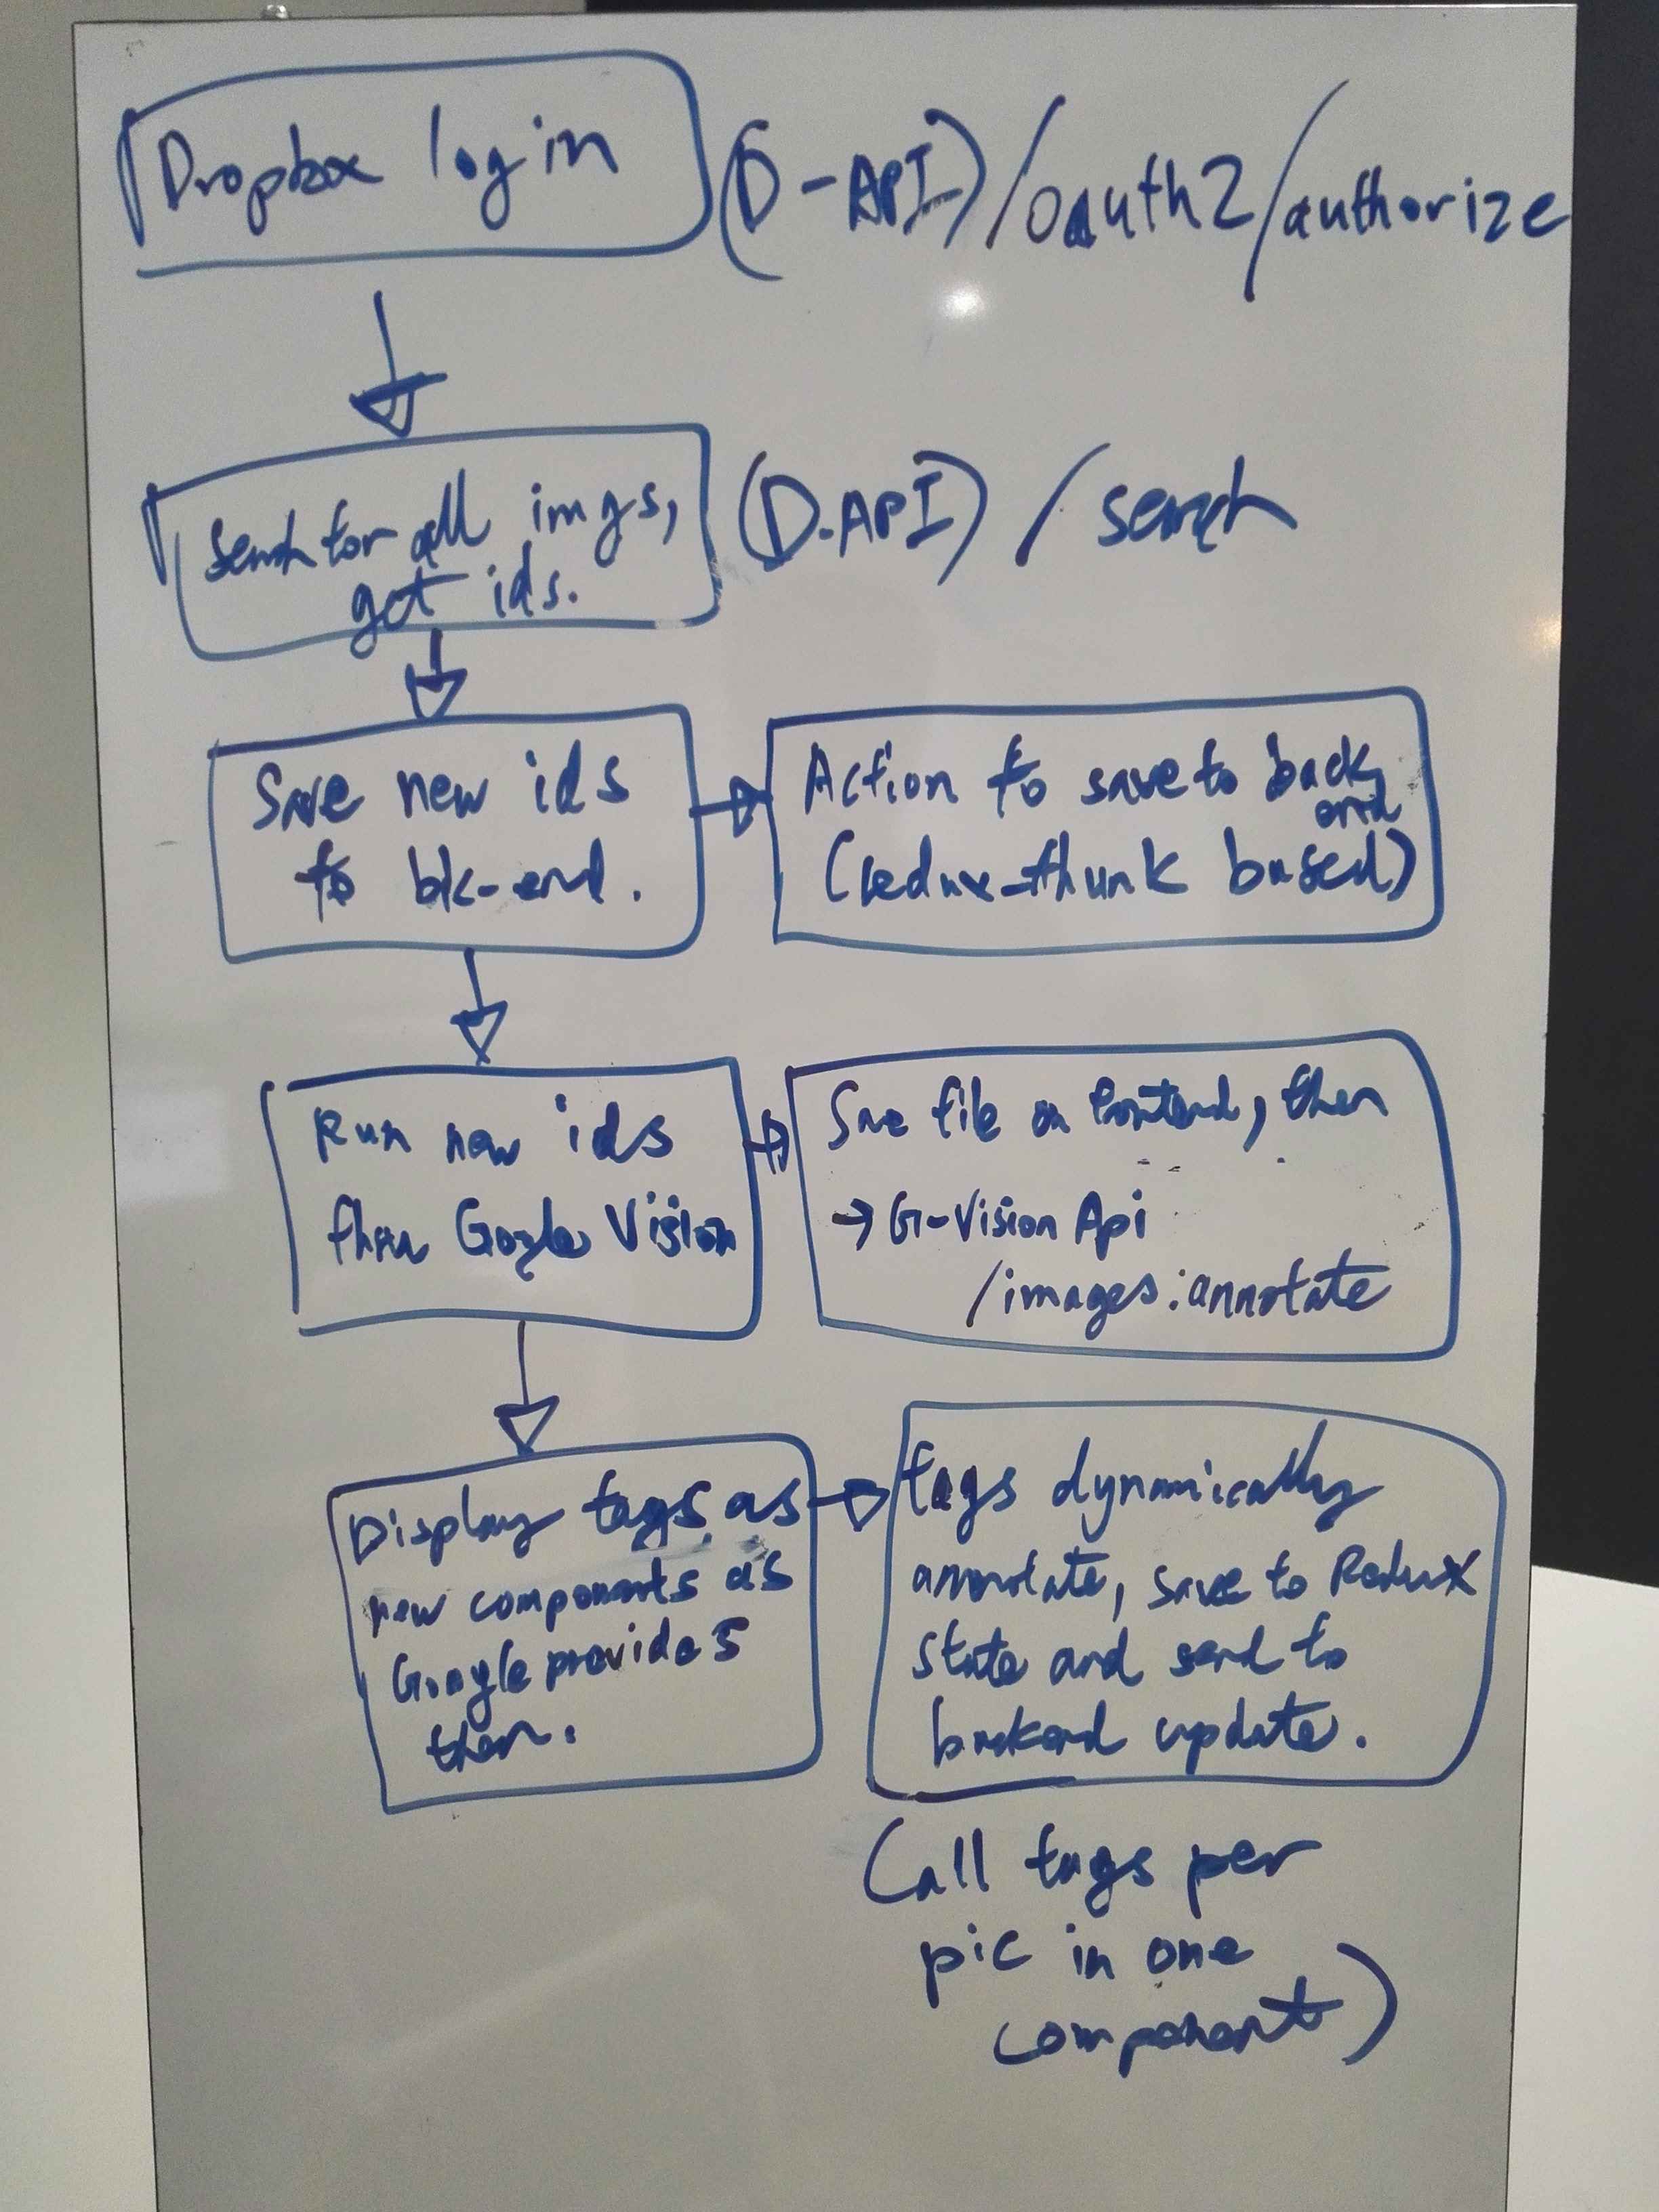 Dropbox login
(D-API)/oauth2/authorize
Search for all imgs,
get ids.
(D.API) / search
Save new ids
to bk-end.
Action to save to back
end
(redux-thunk based)
Run new ids
thru Google Vision
Save file on frontend, then
→ G-Vision Api
/images:annotate
Display tags as
new components as
Google provides
them.
tags dynamically
annotate, save to Redux
state and send to
backend update.
(all tags per
pic in one
component)